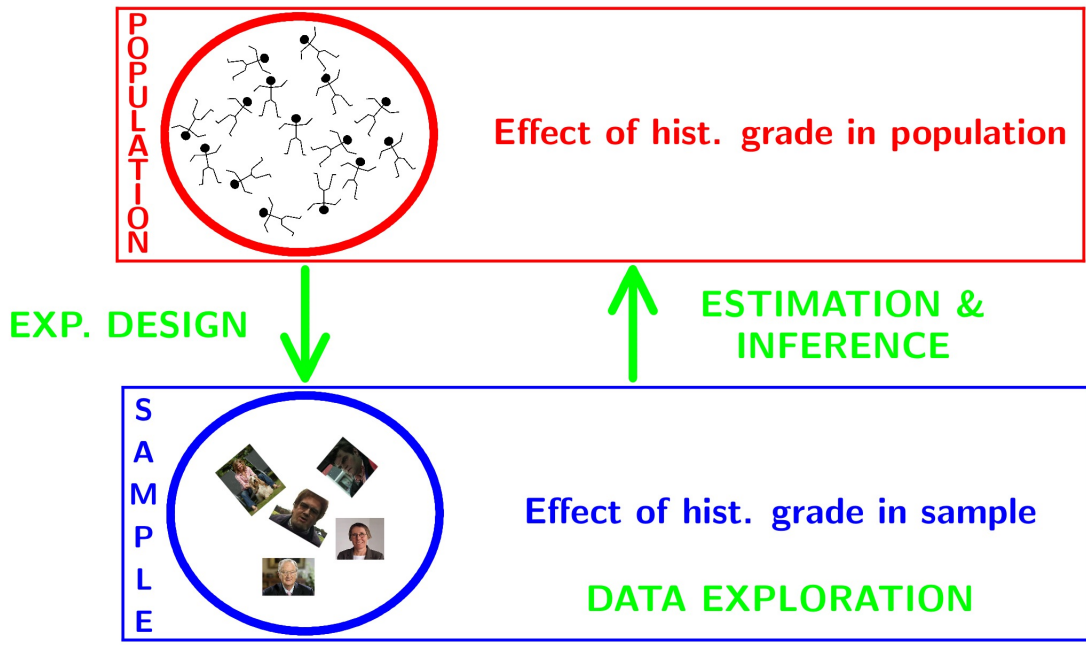 POPULATION
Effect of hist. grade in population
EXP. DESIGN
ESTIMATION &
INFERENCE
SAMPLE
Effect of hist. grade in sample
DATA EXPLORATION